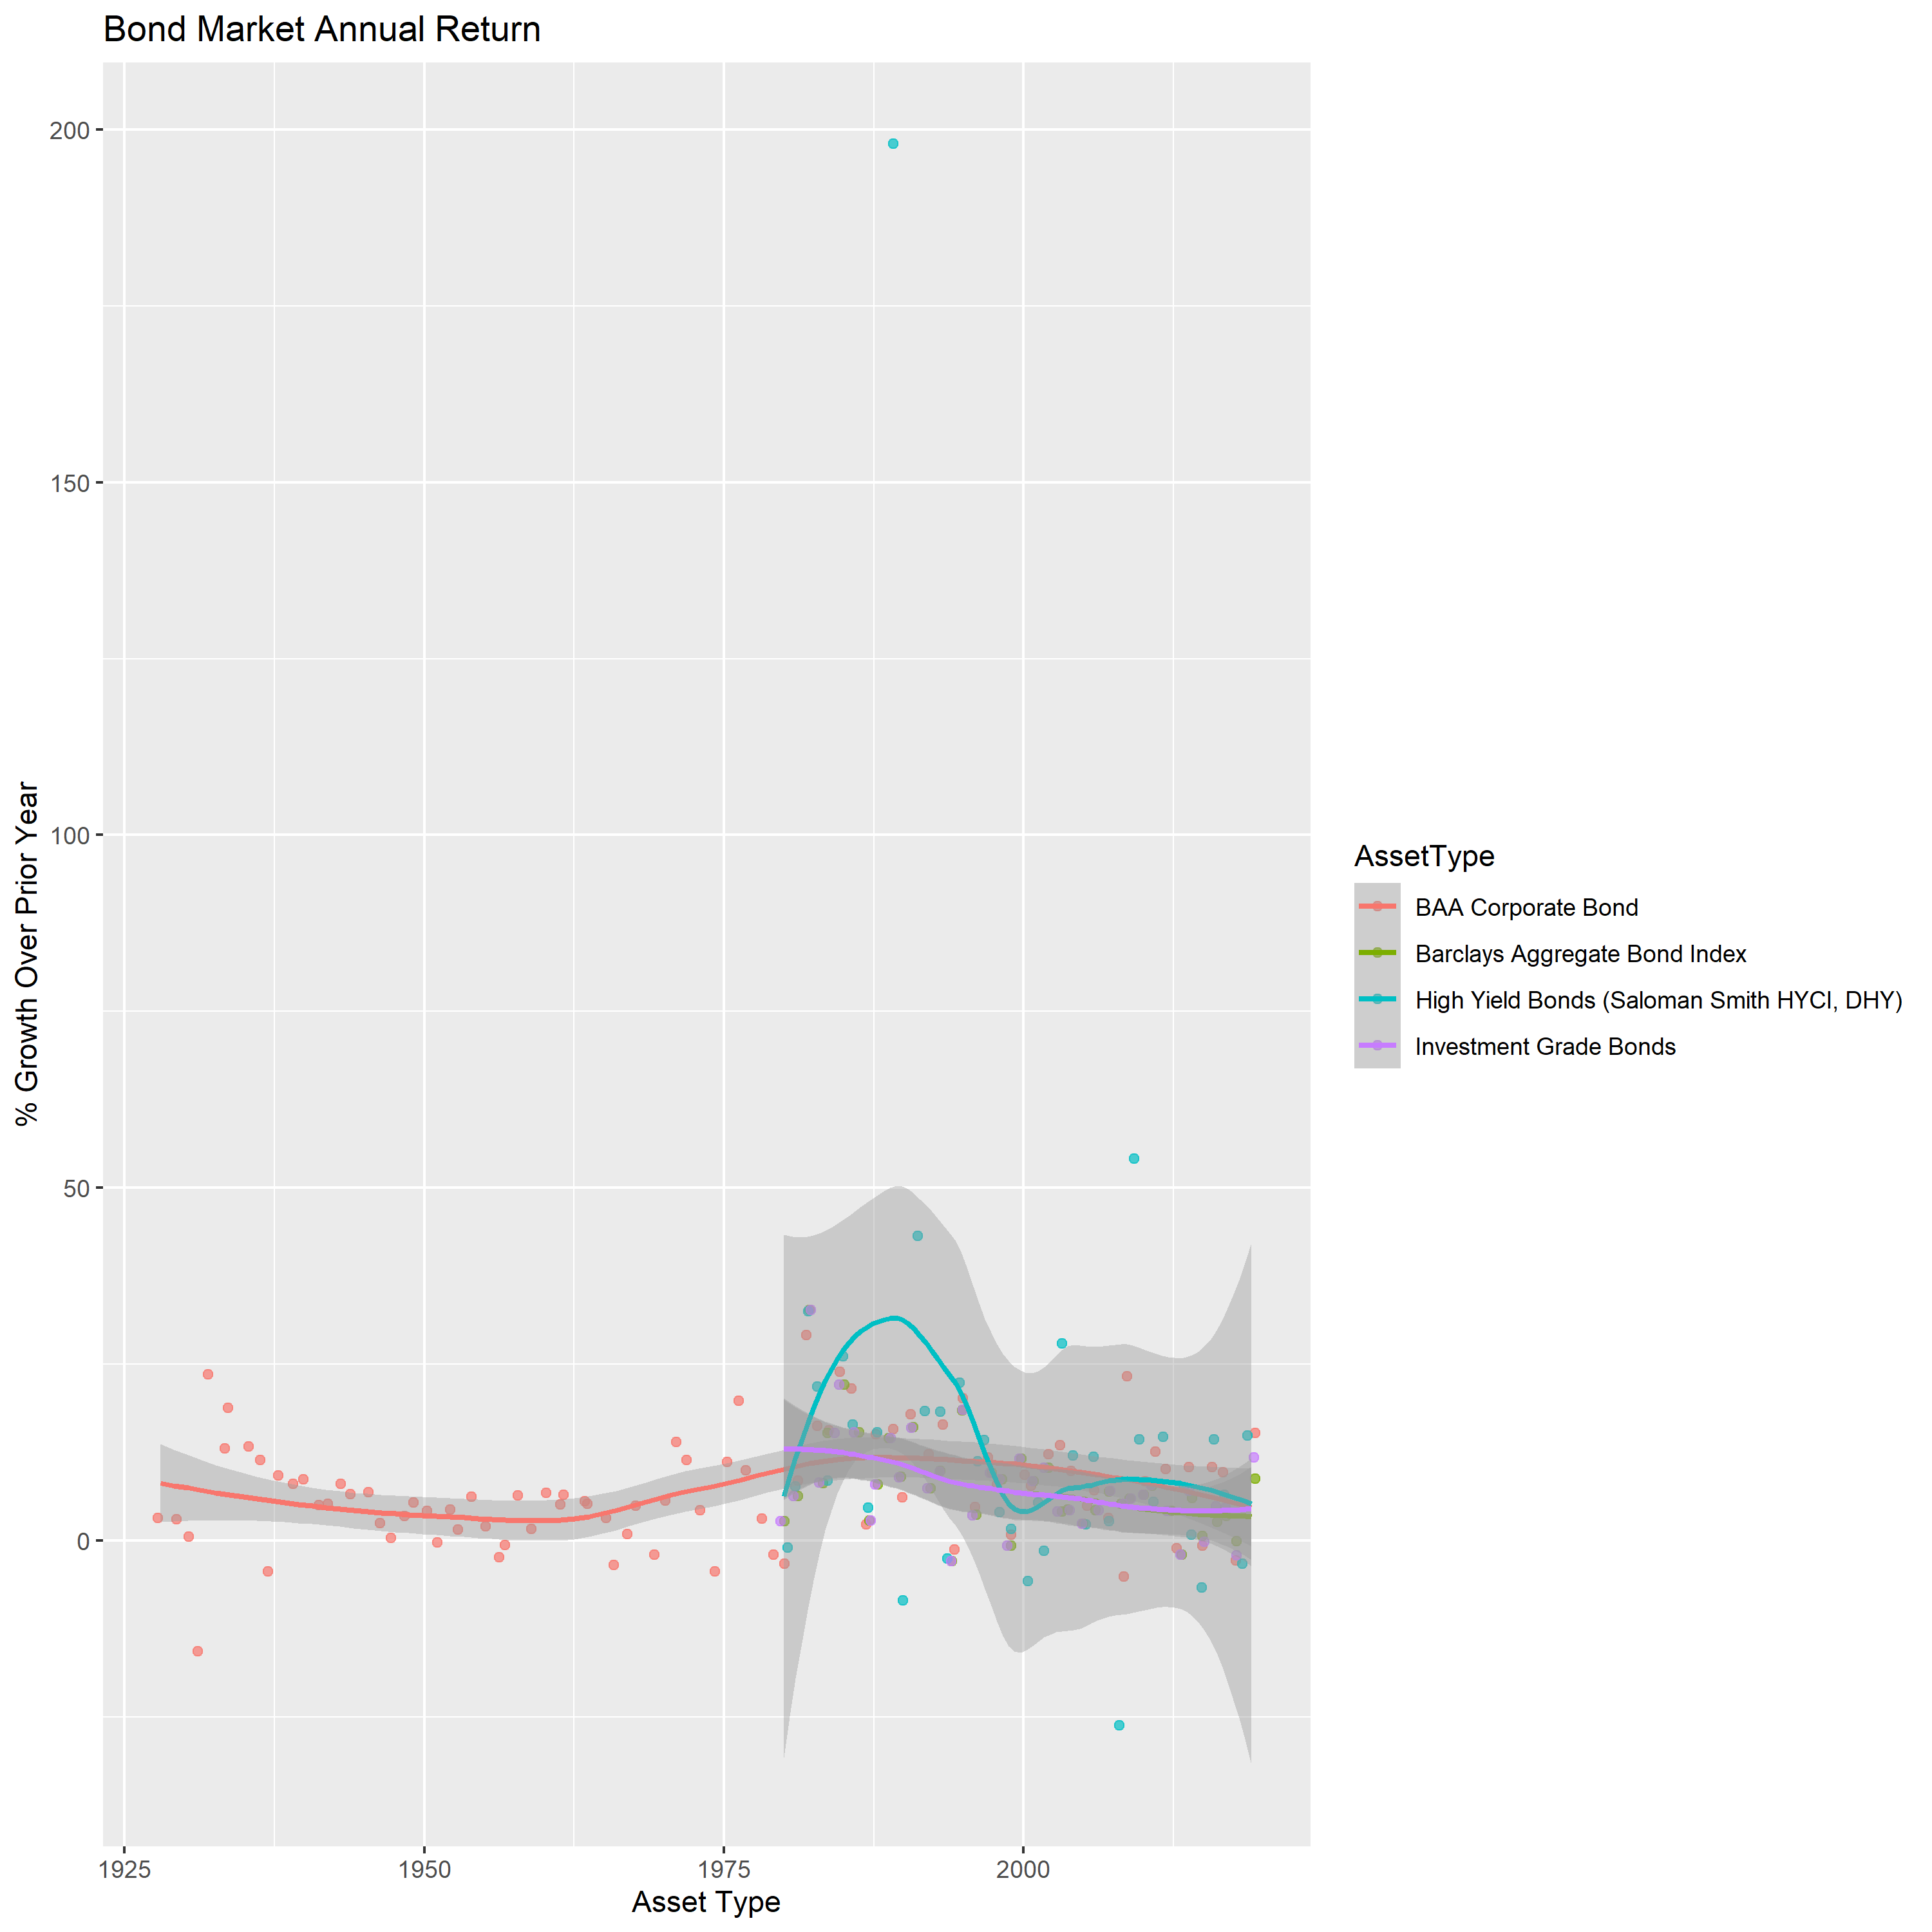 Bond Market Annual Return
% Growth Over Prior Year
200
150
100
50
0
1925
1950
1975
2000
Asset Type
AssetType
BAA Corporate Bond
Barclays Aggregate Bond Index
High Yield Bonds (Saloman Smith HYCI, DHY)
Investment Grade Bonds